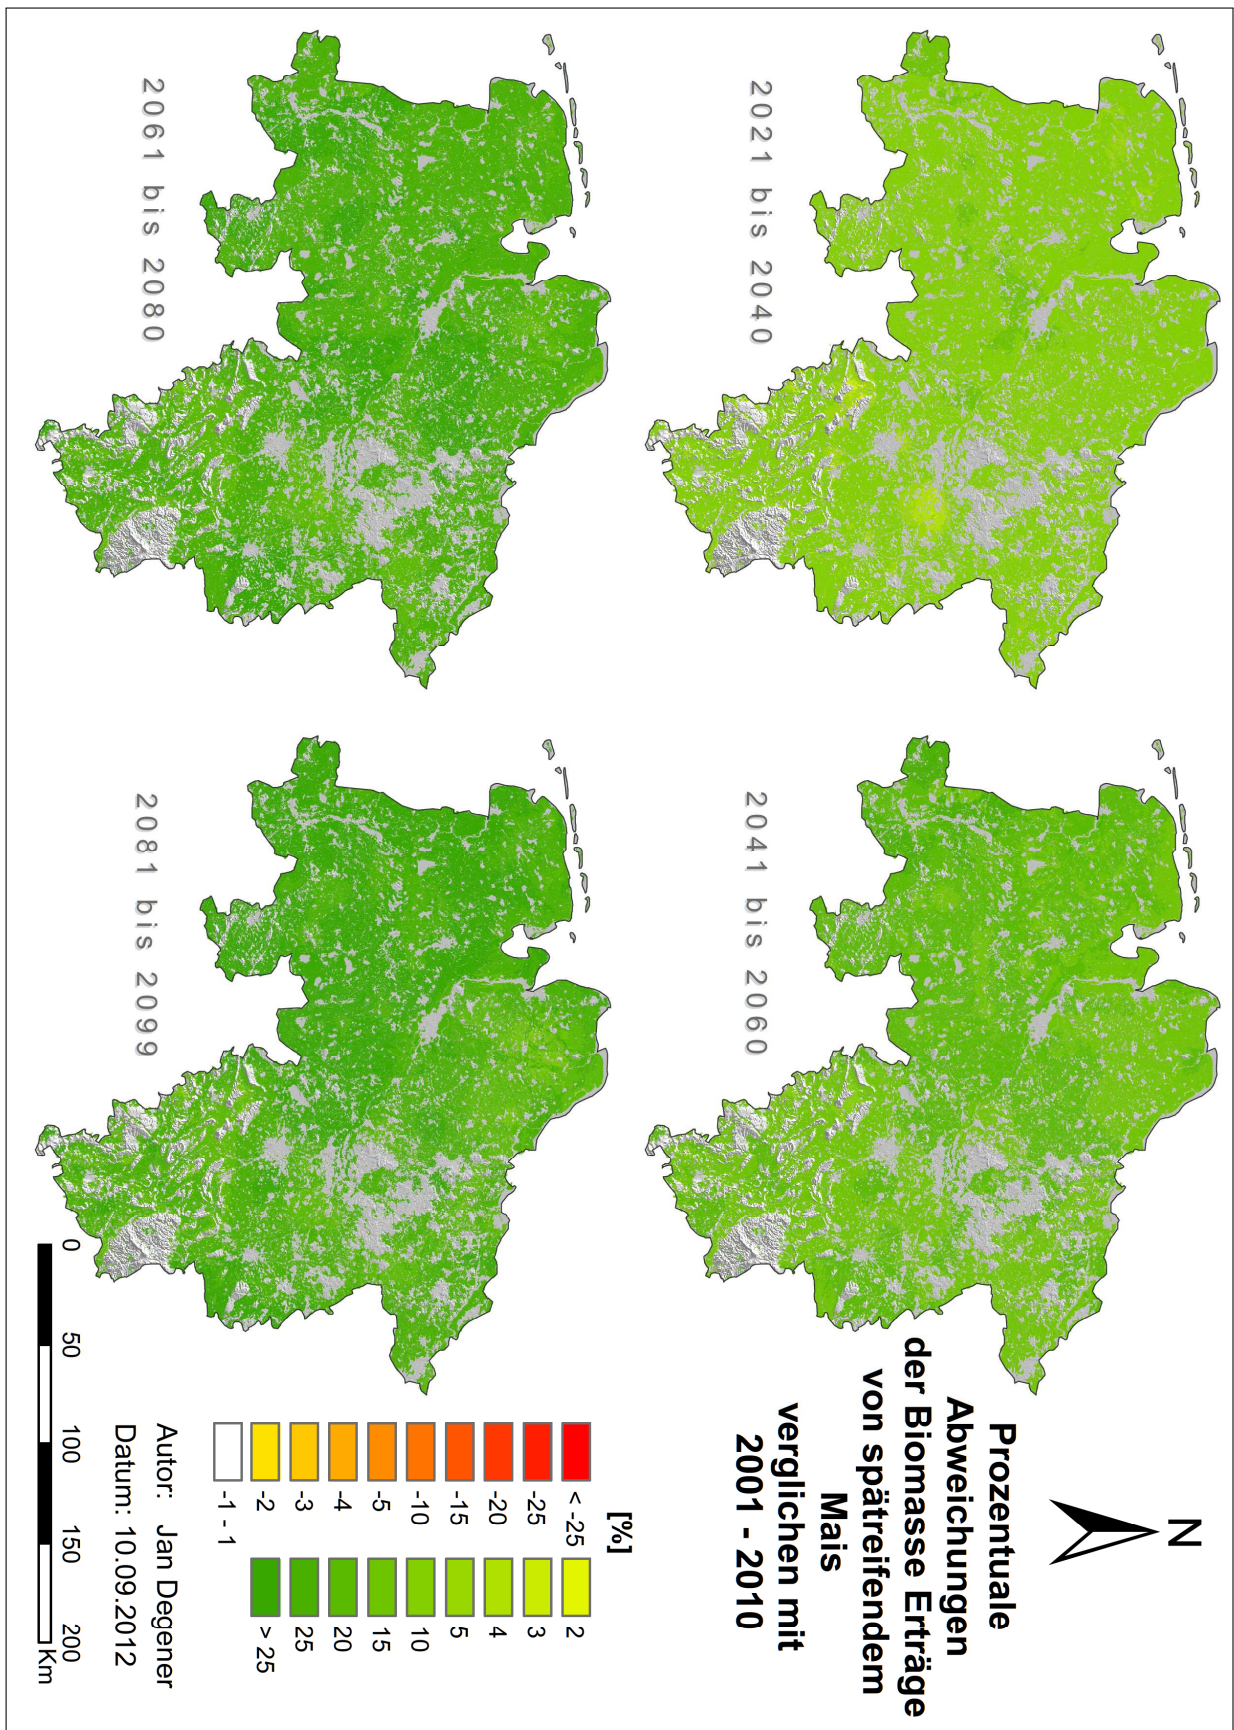 2021 bis 2040
2041 bis 2060
2061 bis 2080
2081 bis 2099
N
Prozentuale
Abweichungen
der Biomasse Erträge
von spätreifendem
Mais
verglichen mit
2001 - 2010
[%]
< -25
-25
-20
-15
-10
-5
-4
-3
-2
-1 - 1
2
3
4
5
10
15
20
25
> 25
Autor: Jan Degener
Datum: 10.09.2012
0 50 100 150 200
Km